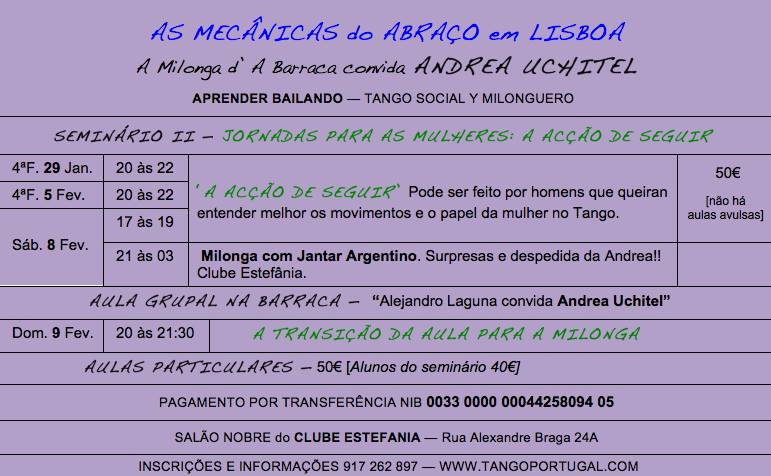 AS MECÂNICAS do ABRAÇO em LISBOA
A Milonga d` A Barraca convida ANDREA UCHITEL
APRENDER BAILANDO — TANGO SOCIAL Y MILONGUERO
SEMINÁRIO II – JORNADAS PARA AS MULHERES: A ACÇÃO DE SEGUIR
4ªF. 29 Jan. 20 às 22
4ªF. 5 Fev. 20 às 22
Sáb. 8 Fev. 17 às 19
` A ACÇÃO DE SEGUIR` Pode ser feito por homens que queiran
entender melhor os movimentos e o papel da mulher no Tango.
50€
[não há
aulas avulsas]
21 às 03 Milonga com Jantar Argentino. Surpresas e despedida da Andrea!!
Clube Estefânia.
AULA GRUPAL NA BARRACA – “Alejandro Laguna convida Andrea Uchitel”
Dom. 9 Fev. 20 às 21:30 A TRANSIÇÃO DA AULA PARA A MILONGA
AULAS PARTICULARES – 50€ [Alunos do seminário 40€]
PAGAMENTO POR TRANSFERÊNCIA NIB 0033 0000 00044258094 05
SALÃO NOBRE do CLUBE ESTEFANIA — Rua Alexandre Braga 24A
INSCRIÇÕES E INFORMAÇÕES 917 262 897 — WWW.TANGOPORTUGAL.COM